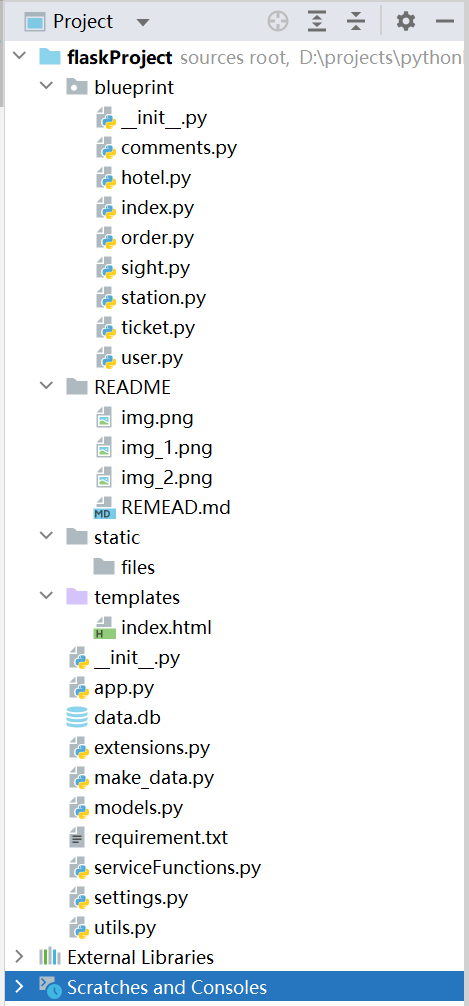 Project
flaskProject sources root, D:\projects\python
blueprint
__init__.py
comments.py
hotel.py
index.py
order.py
sight.py
station.py
ticket.py
user.py
README
img.png
img_1.png
img_2.png
MD REMEAD.md
static
files
templates
H index.html
__init__.py
app.py
data.db
extensions.py
make_data.py
models.py
requirement.txt
serviceFunctions.py
settings.py
utils.py
External Libraries
Scratches and Consoles